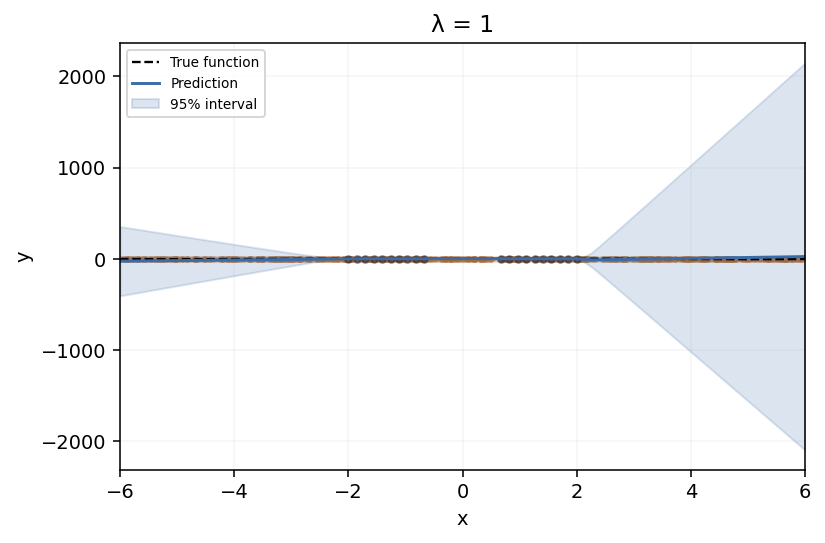 λ = 1
True function
Prediction
95% interval
2000
1000
0
−1000
−2000
y
−6
−4
−2
0
2
4
6
x